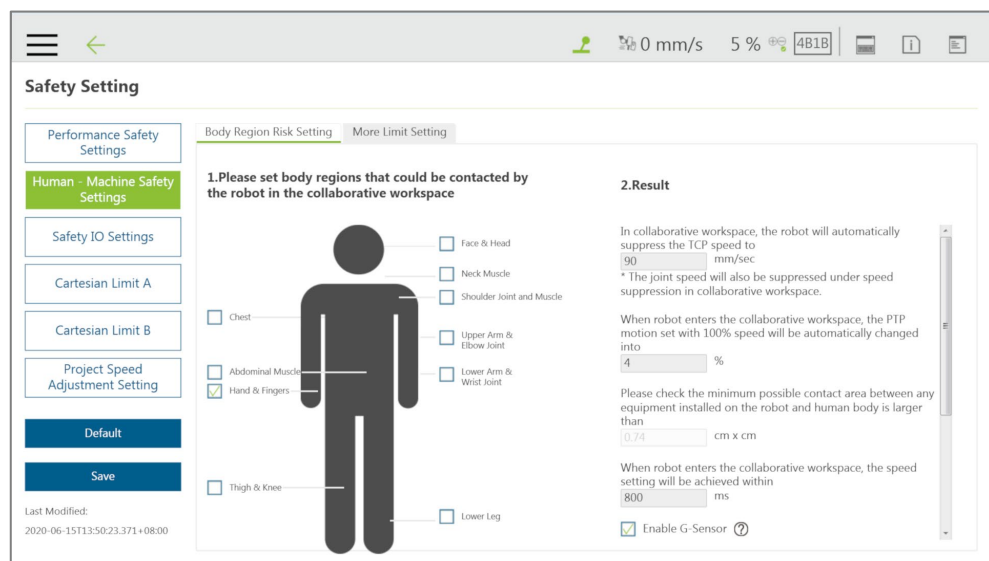 0 mm/s 5 % 4B1B
Safety Setting
Performance Safety
Settings
Human - Machine Safety
Settings
Safety IO Settings
Cartesian Limit A
Cartesian Limit B
Project Speed
Adjustment Setting
Default
Save
Last Modified:
2020-06-15T13:50:23.371+08:00
Body Region Risk Setting More Limit Setting
1.Please set body regions that could be contacted by
the robot in the collaborative workspace
Face & Head
Neck Muscle
Shoulder Joint and Muscle
Chest
Upper Arm &
Elbow Joint
Abdominal Muscle
Lower Arm &
Wrist Joint
Hand & Fingers
Thigh & Knee
Lower Leg
2.Result
In collaborative workspace, the robot will automatically
suppress the TCP speed to
90 mm/sec
* The joint speed will also be suppressed under speed
suppression in collaborative workspace.
When robot enters the collaborative workspace, the PTP
motion set with 100% speed will be automatically changed
into
4 %
Please check the minimum possible contact area between any
equipment installed on the robot and human body is larger
than
0.74 cm x cm
When robot enters the collaborative workspace, the speed
setting will be achieved within
800 ms
Enable G-Sensor ?